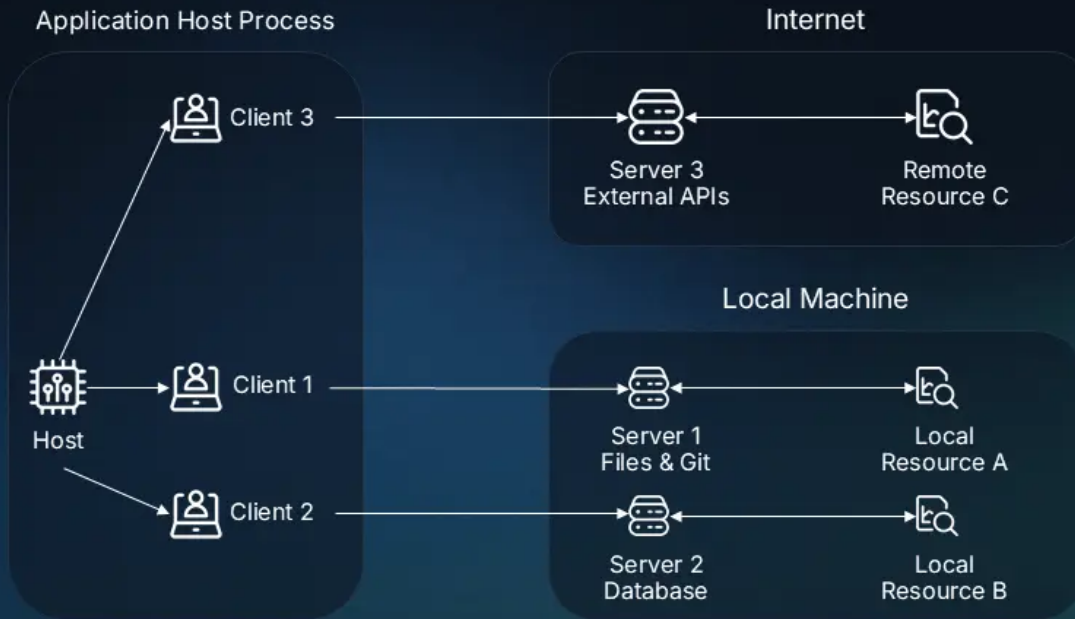 Application Host Process
Internet
Client 3
Server 3
External APIs
Remote
Resource C
Local Machine
Host
Client 1
Server 1
Files & Git
Local
Resource A
Client 2
Server 2
Database
Local
Resource B